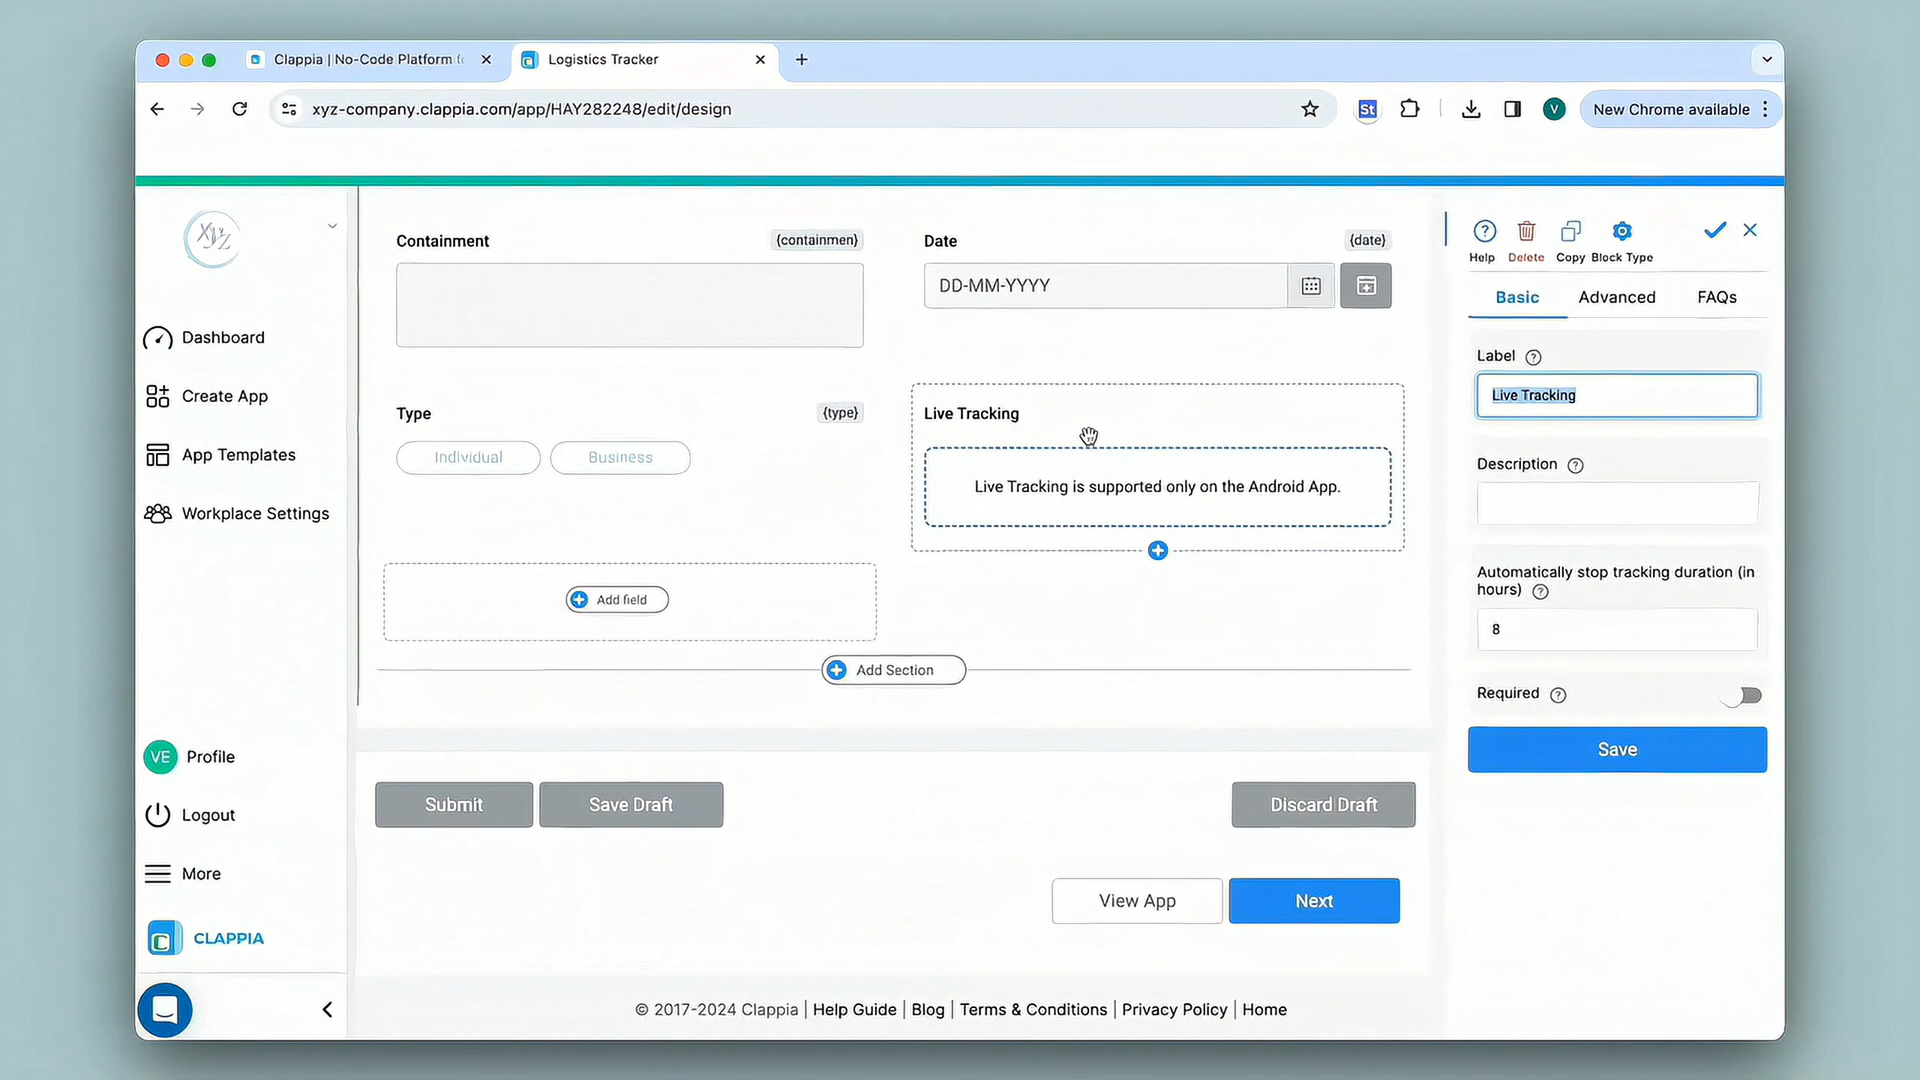 Clappia | No-Code Platform f
Logistics Tracker
xyz-company.clappia.com/app/HAY282248/edit/design
St
V
New Chrome available
XYZ
Dashboard
Create App
App Templates
Workplace Settings
VE Profile
Logout
More
CLAPPIA
Containment
{containmen}
Date
{date}
DD-MM-YYYY
Type
{type}
Individual
Business
Live Tracking
Live Tracking is supported only on the Android App.
Add field
Add Section
Submit
Save Draft
Discard Draft
View App
Next
© 2017-2024 Clappia | Help Guide | Blog | Terms & Conditions | Privacy Policy | Home
Help
Delete
Copy
Block Type
Basic
Advanced
FAQs
Label
Live Tracking
Description
Automatically stop tracking duration (in
hours)
8
Required
Save